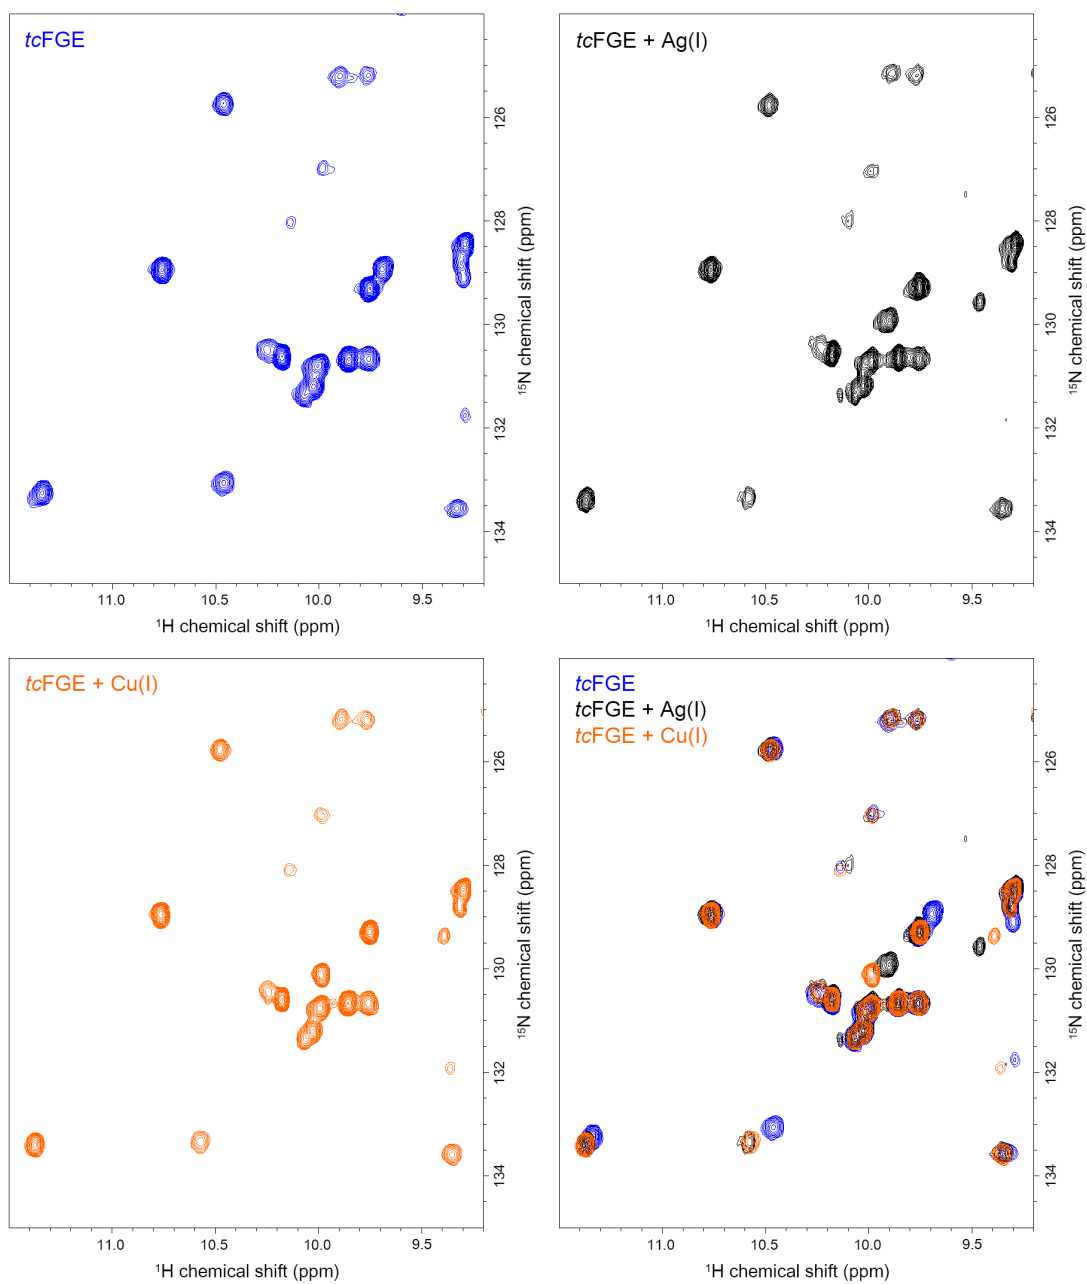 tcFGE
126
128
130
132
134
¹⁵N chemical shift (ppm)
11.0 10.5 10.0 9.5
¹H chemical shift (ppm)
tcFGE + Ag(I)
126
128
130
132
134
¹⁵N chemical shift (ppm)
11.0 10.5 10.0 9.5
¹H chemical shift (ppm)
tcFGE + Cu(I)
126
128
130
132
134
¹⁵N chemical shift (ppm)
11.0 10.5 10.0 9.5
¹H chemical shift (ppm)
tcFGE
tcFGE + Ag(I)
tcFGE + Cu(I)
126
128
130
132
134
¹⁵N chemical shift (ppm)
11.0 10.5 10.0 9.5
¹H chemical shift (ppm)